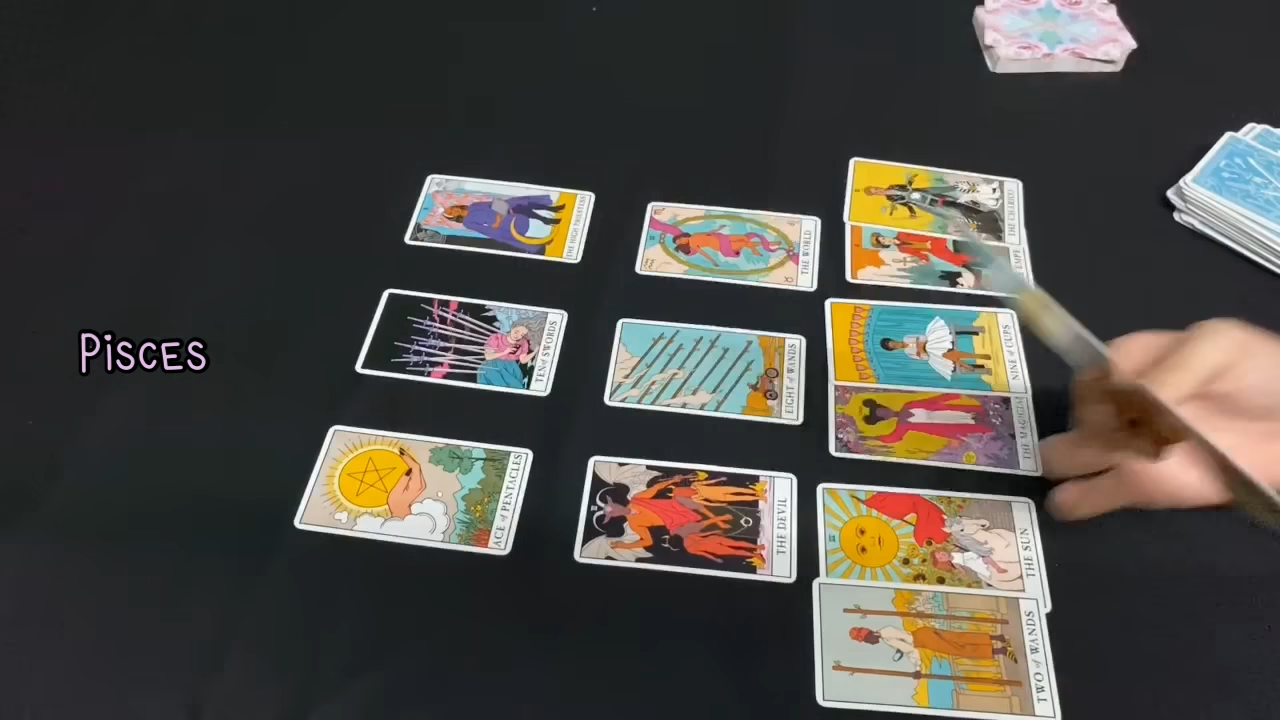 Pisces
THE HIGH PRIESTESS
THE WORLD
THE CHARIOT
TEMPE
TEN of SWORDS
EIGHT of WANDS
NINE of CUPS
THE MAGICIAN
ACE of PENTACLES
THE DEVIL
THE SUN
TWO of WANDS